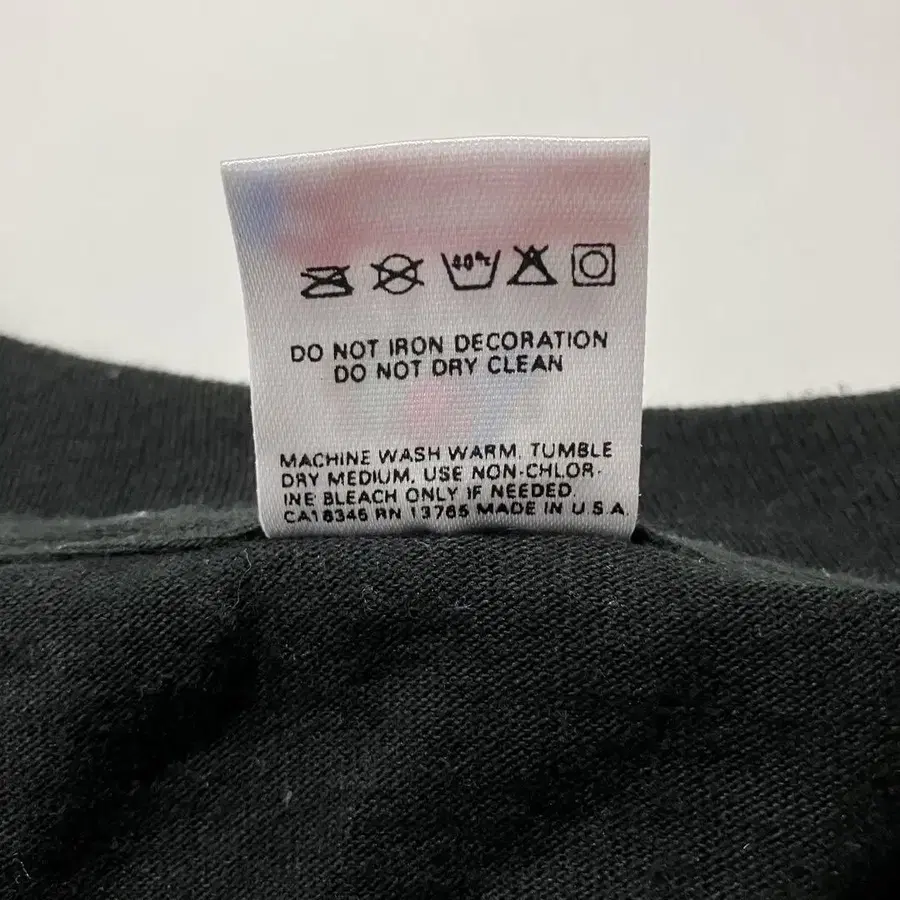 40°c
DO NOT IRON DECORATION
DO NOT DRY CLEAN
MACHINE WASH WARM, TUMBLE
DRY MEDIUM, USE NON-CHLOR-
INE BLEACH ONLY IF NEEDED.
CA18346 RN 13765 MADE IN U.S.A.